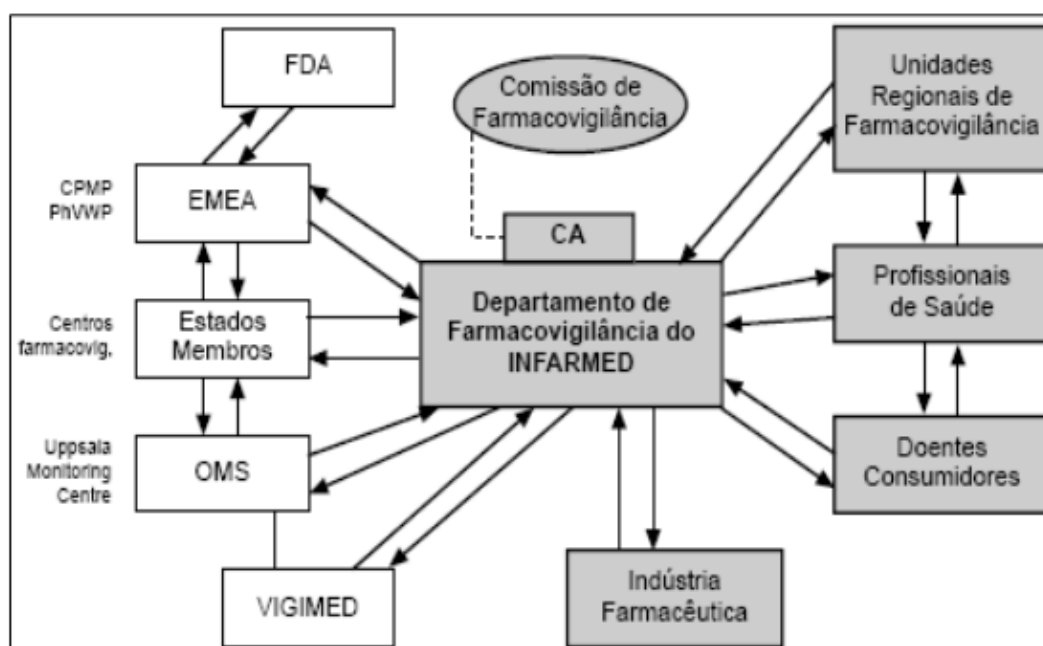 FDA
Comissão de
Farmacovigilância
Unidades
Regionais de
Farmacovigilância
CPMP
PhVWP
EMEA
CA
Departamento de
Farmacovigilância do
INFARMED
Profissionais
de Saúde
Centros
farmacovig.
Estados
Membros
Uppsala
Monitoring
Centre
OMS
Doentes
Consumidores
VIGIMED
Indústria
Farmacêutica